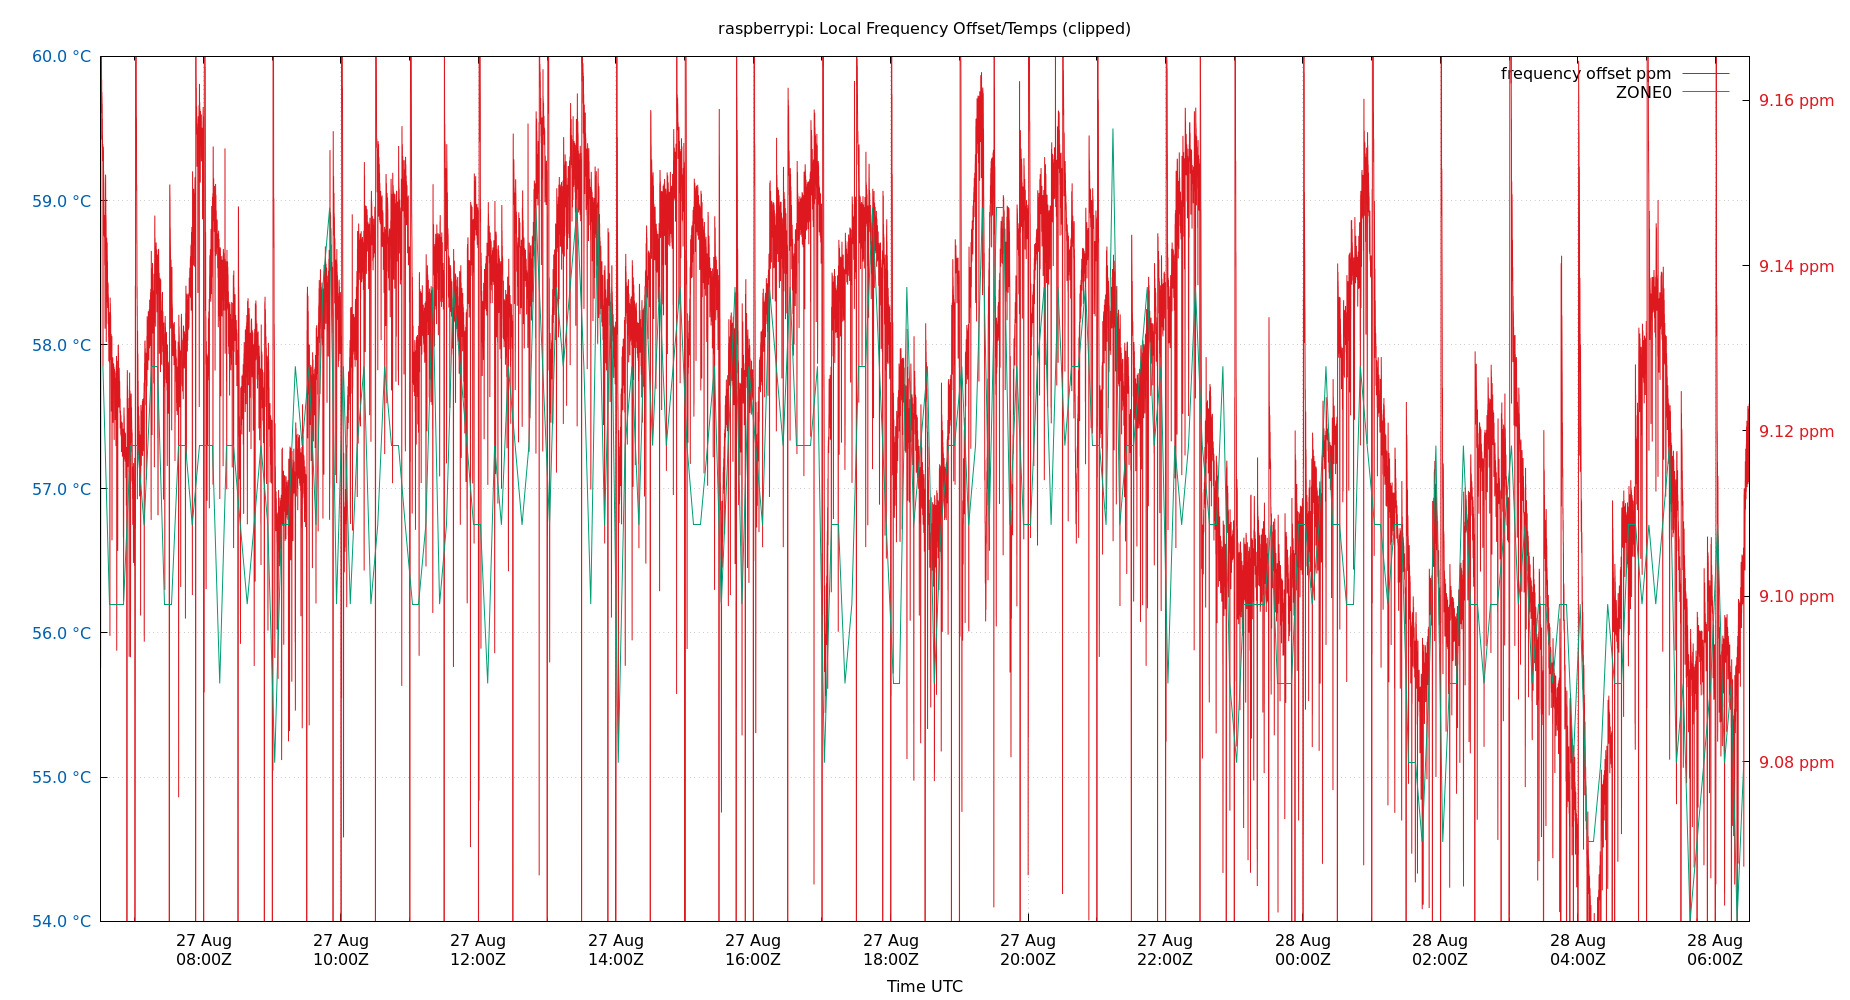 raspberrypi: Local Frequency Offset/Temps (clipped)
60.0 °C
59.0 °C
58.0 °C
57.0 °C
56.0 °C
55.0 °C
54.0 °C
frequency offset ppm
ZONE0
9.16 ppm
9.14 ppm
9.12 ppm
9.10 ppm
9.08 ppm
27 Aug 27 Aug 27 Aug 27 Aug 27 Aug 27 Aug 27 Aug 27 Aug 28 Aug 28 Aug 28 Aug 28 Aug
08:00Z 10:00Z 12:00Z 14:00Z 16:00Z 18:00Z 20:00Z 22:00Z 00:00Z 02:00Z 04:00Z 06:00Z
Time UTC